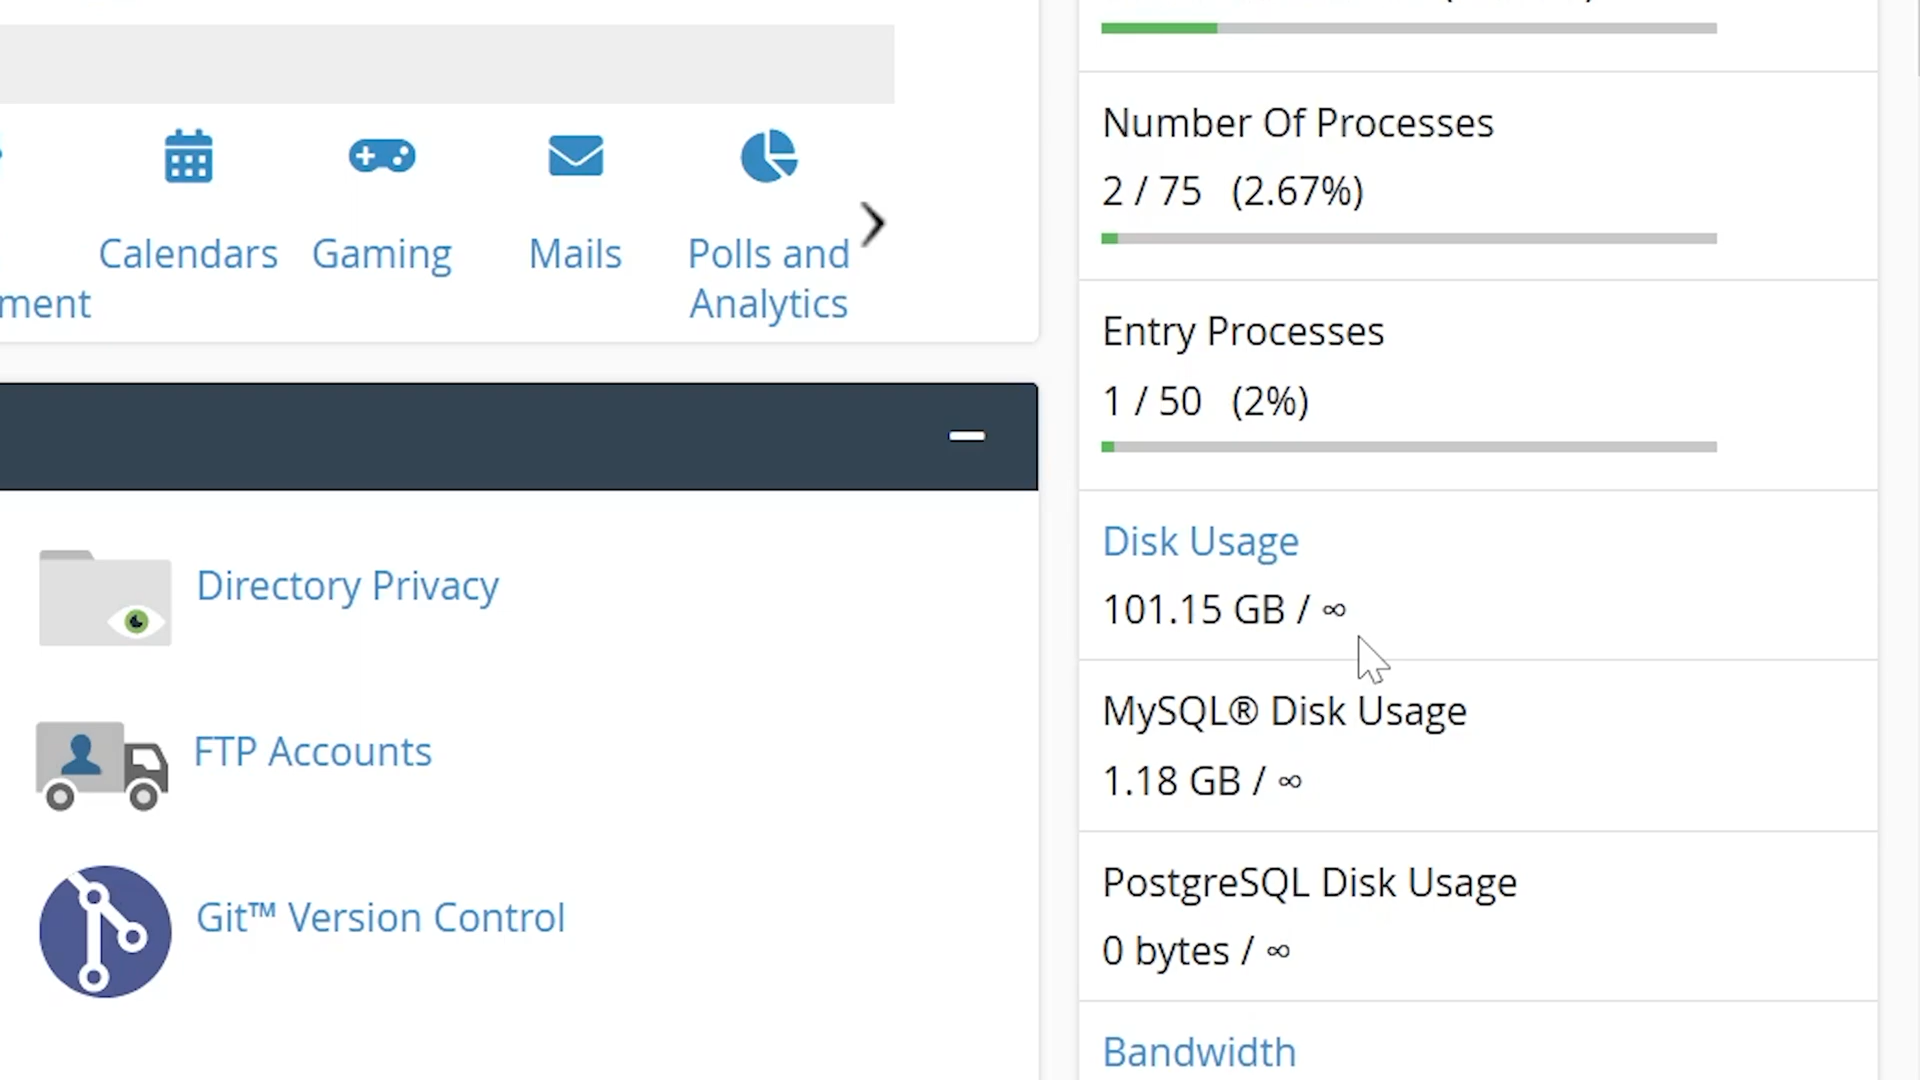 Calendars
Gaming
Mails
Polls and
Analytics
ment
Directory Privacy
FTP Accounts
Git™ Version Control
Number Of Processes
2 / 75 (2.67%)
Entry Processes
1 / 50 (2%)
Disk Usage
101.15 GB / ∞
MySQL® Disk Usage
1.18 GB / ∞
PostgreSQL Disk Usage
0 bytes / ∞
Bandwidth